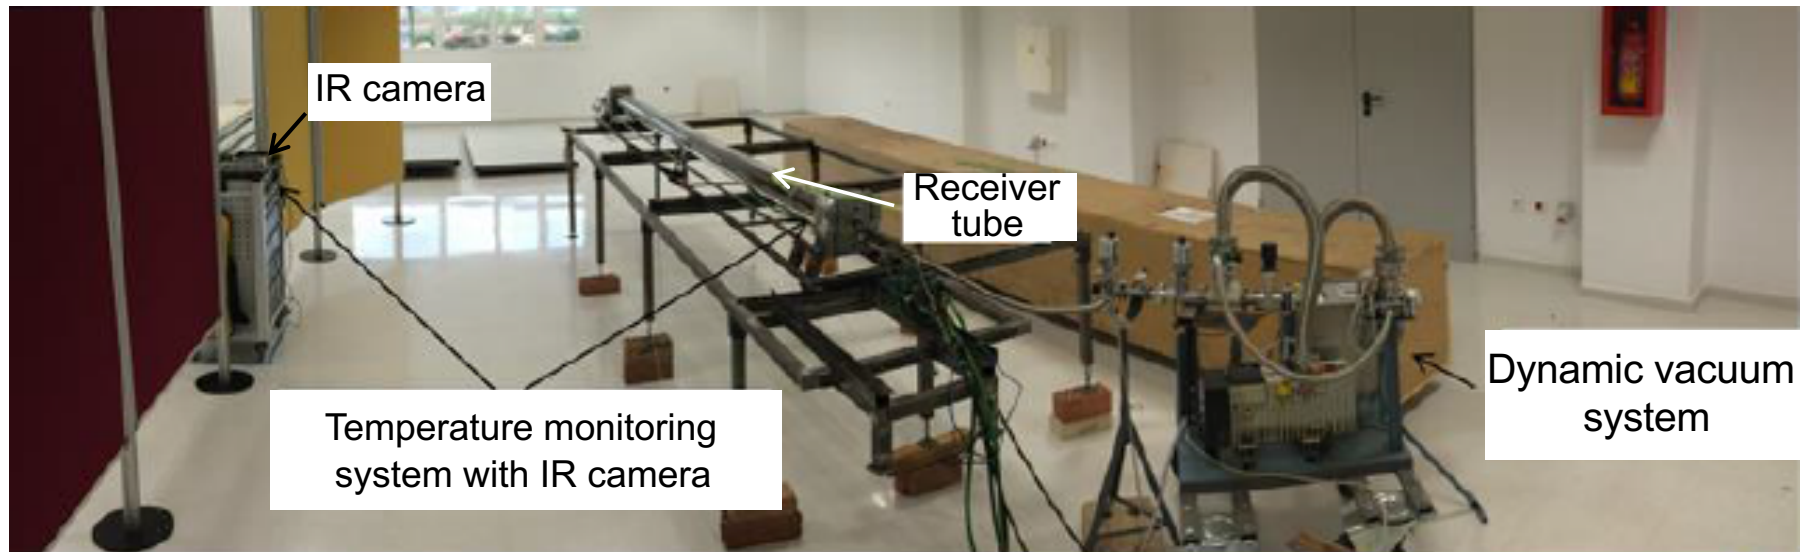 IR camera
Receiver
tube
Dynamic vacuum
system
Temperature monitoring
system with IR camera